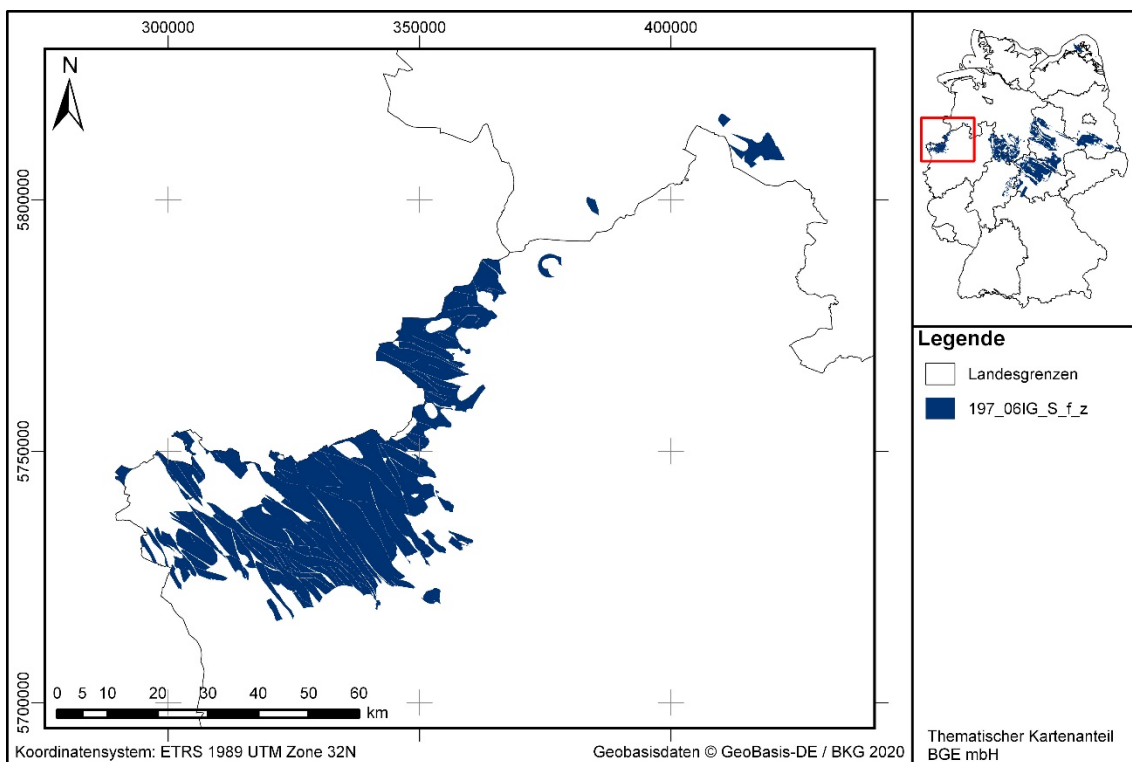 300000 350000 400000
N
5800000
5750000
5700000
0 5 10 20 30 40 50 60
km
Koordinatensystem: ETRS 1989 UTM Zone 32N
Geobasisdaten © GeoBasis-DE / BKG 2020
Legende
Landesgrenzen
197_06IG_S_f_z
Thematischer Kartenanteil
BGE mbH